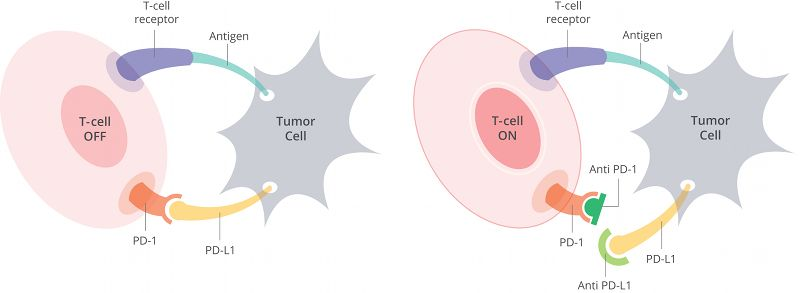 T-cell
receptor
Antigen
T-cell
OFF
Tumor
Cell
PD-1
PD-L1
T-cell
receptor
Antigen
T-cell
ON
Tumor
Cell
Anti PD-1
PD-1
PD-L1
Anti PD-L1